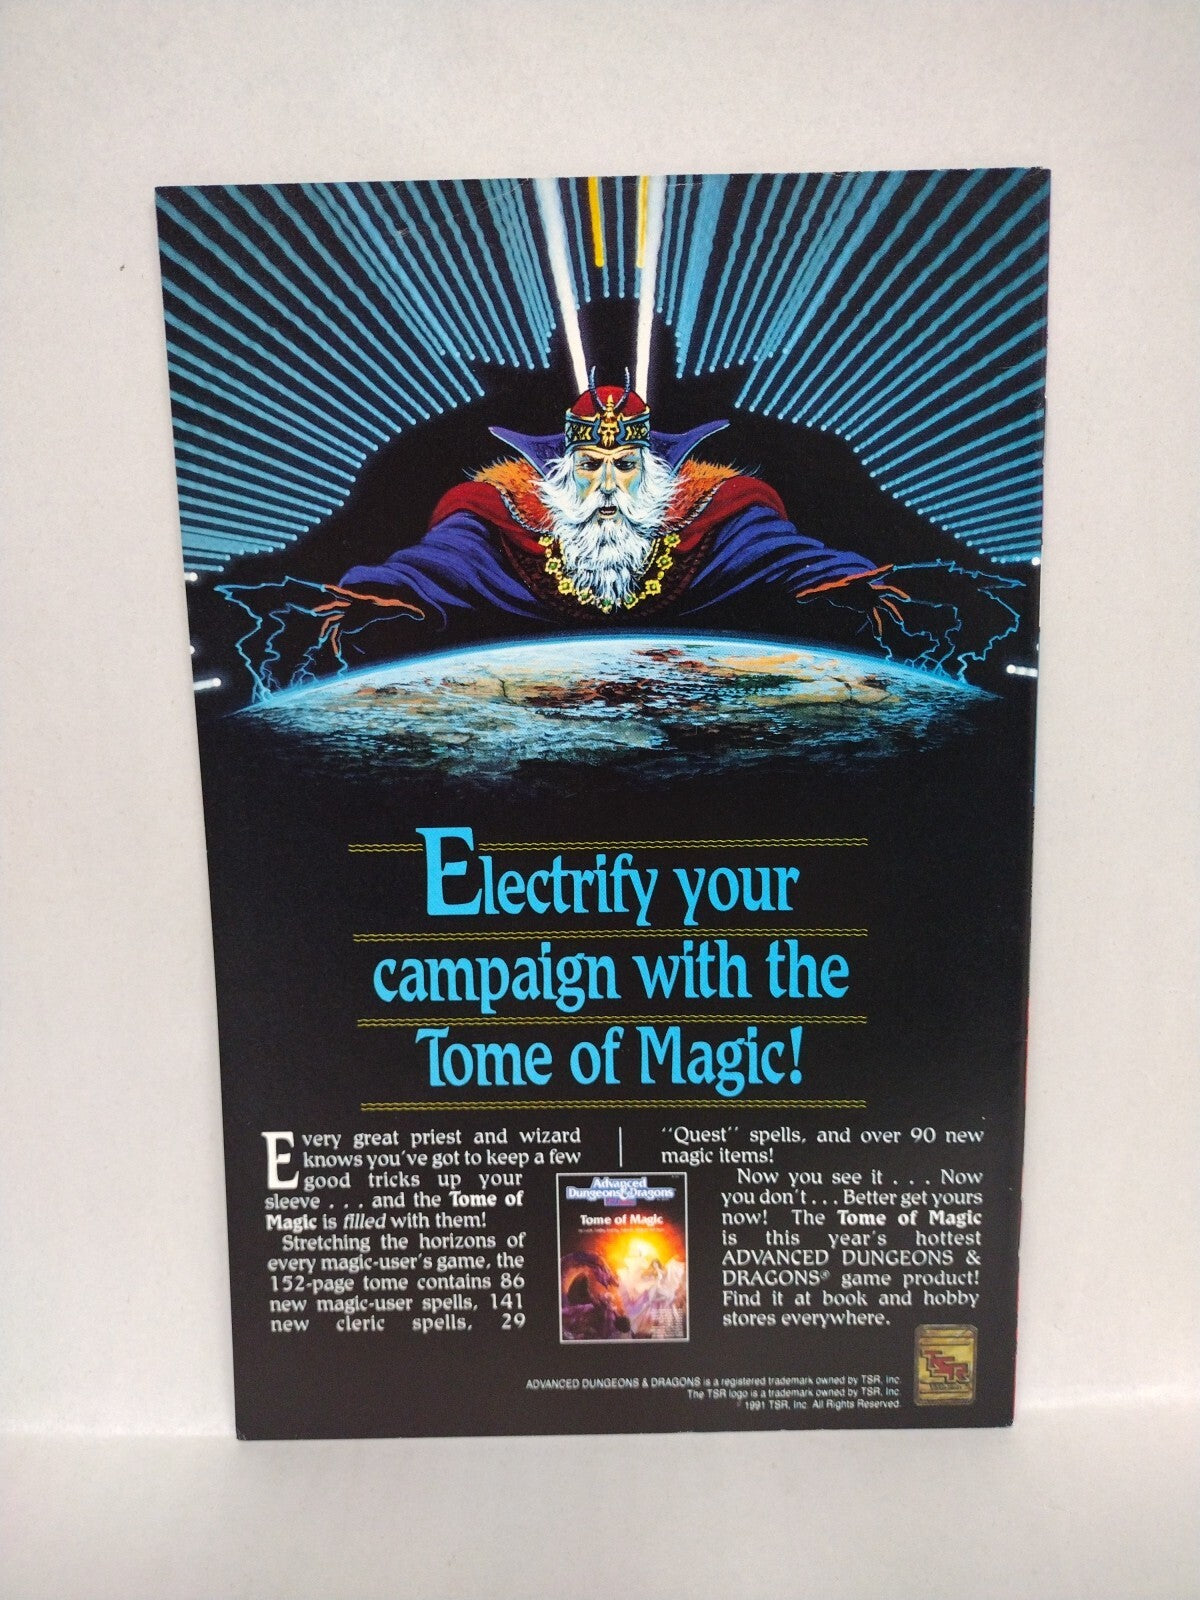 Electrify your
campaign with the
Tome of Magic!
Every great priest and wizard
knows you've got to keep a few
good tricks up your
sleeve . . . and the Tome of
Magic is filled with them!
Stretching the horizons of
every magic-user's game, the
152-page tome contains 86
new magic-user spells, 141
new cleric spells, 29
"Quest" spells, and over 90 new
magic items!
Now you see it . . . Now
you don't . . . Better get yours
now! The Tome of Magic
is this year's hottest
ADVANCED DUNGEONS &
DRAGONS® game product!
Find it at book and hobby
stores everywhere.
Advanced
Dungeons & Dragons
Tome of Magic
TSR
ADVANCED DUNGEONS & DRAGONS is a registered trademark owned by TSR, Inc.
The TSR logo is a trademark owned by TSR, Inc.
1991 TSR, Inc. All Rights Reserved.